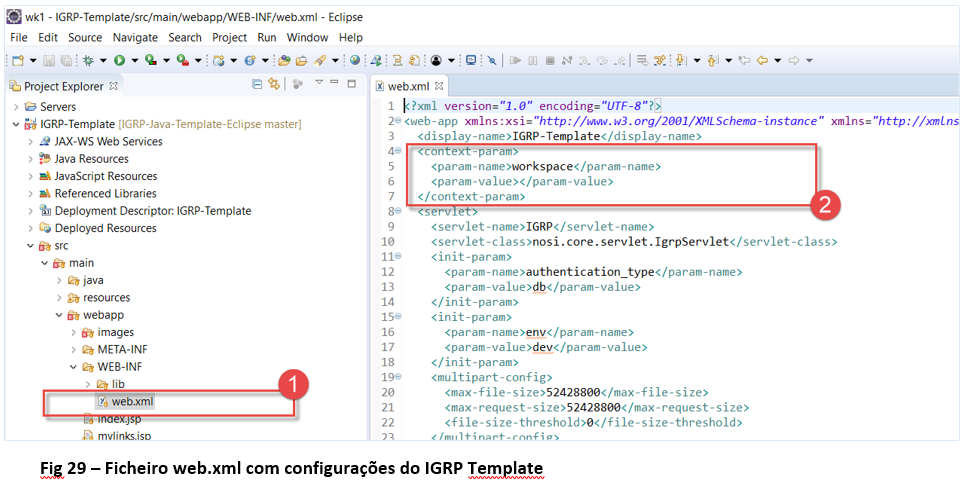 wk1 - IGRP-Template/src/main/webapp/WEB-INF/web.xml - Eclipse
File Edit Source Navigate Search Project Run Window Help
Project Explorer
Servers
IGRP-Template [IGRP-Java-Template-Eclipse master]
JAX-WS Web Services
Java Resources
JavaScript Resources
Referenced Libraries
Deployment Descriptor: IGRP-Template
Deployed Resources
src
main
java
resources
webapp
images
META-INF
WEB-INF
lib
1
web.xml
index.jsp
mylinks.jsp
web.xml
1 <?xml version="1.0" encoding="UTF-8"?>
2 <web-app xmlns:xsi="http://www.w3.org/2001/XMLSchema-instance" xmlns="http://xmlns
3 <display-name>IGRP-Template</display-name>
4 <context-param>
5 <param-name>workspace</param-name>
6 <param-value></param-value>
7 </context-param>
2
8 <servlet>
9 <servlet-name>IGRP</servlet-name>
10 <servlet-class>nosi.core.servlet.IgrpServlet</servlet-class>
11 <init-param>
12 <param-name>authentication_type</param-name>
13 <param-value>db</param-value>
14 </init-param>
15 <init-param>
16 <param-name>env</param-name>
17 <param-value>dev</param-value>
18 </init-param>
19 <multipart-config>
20 <max-file-size>52428800</max-file-size>
21 <max-request-size>52428800</max-request-size>
22 <file-size-threshold>0</file-size-threshold>
23 </multipart-config>
Fig 29 – Ficheiro web.xml com configurações do IGRP Template